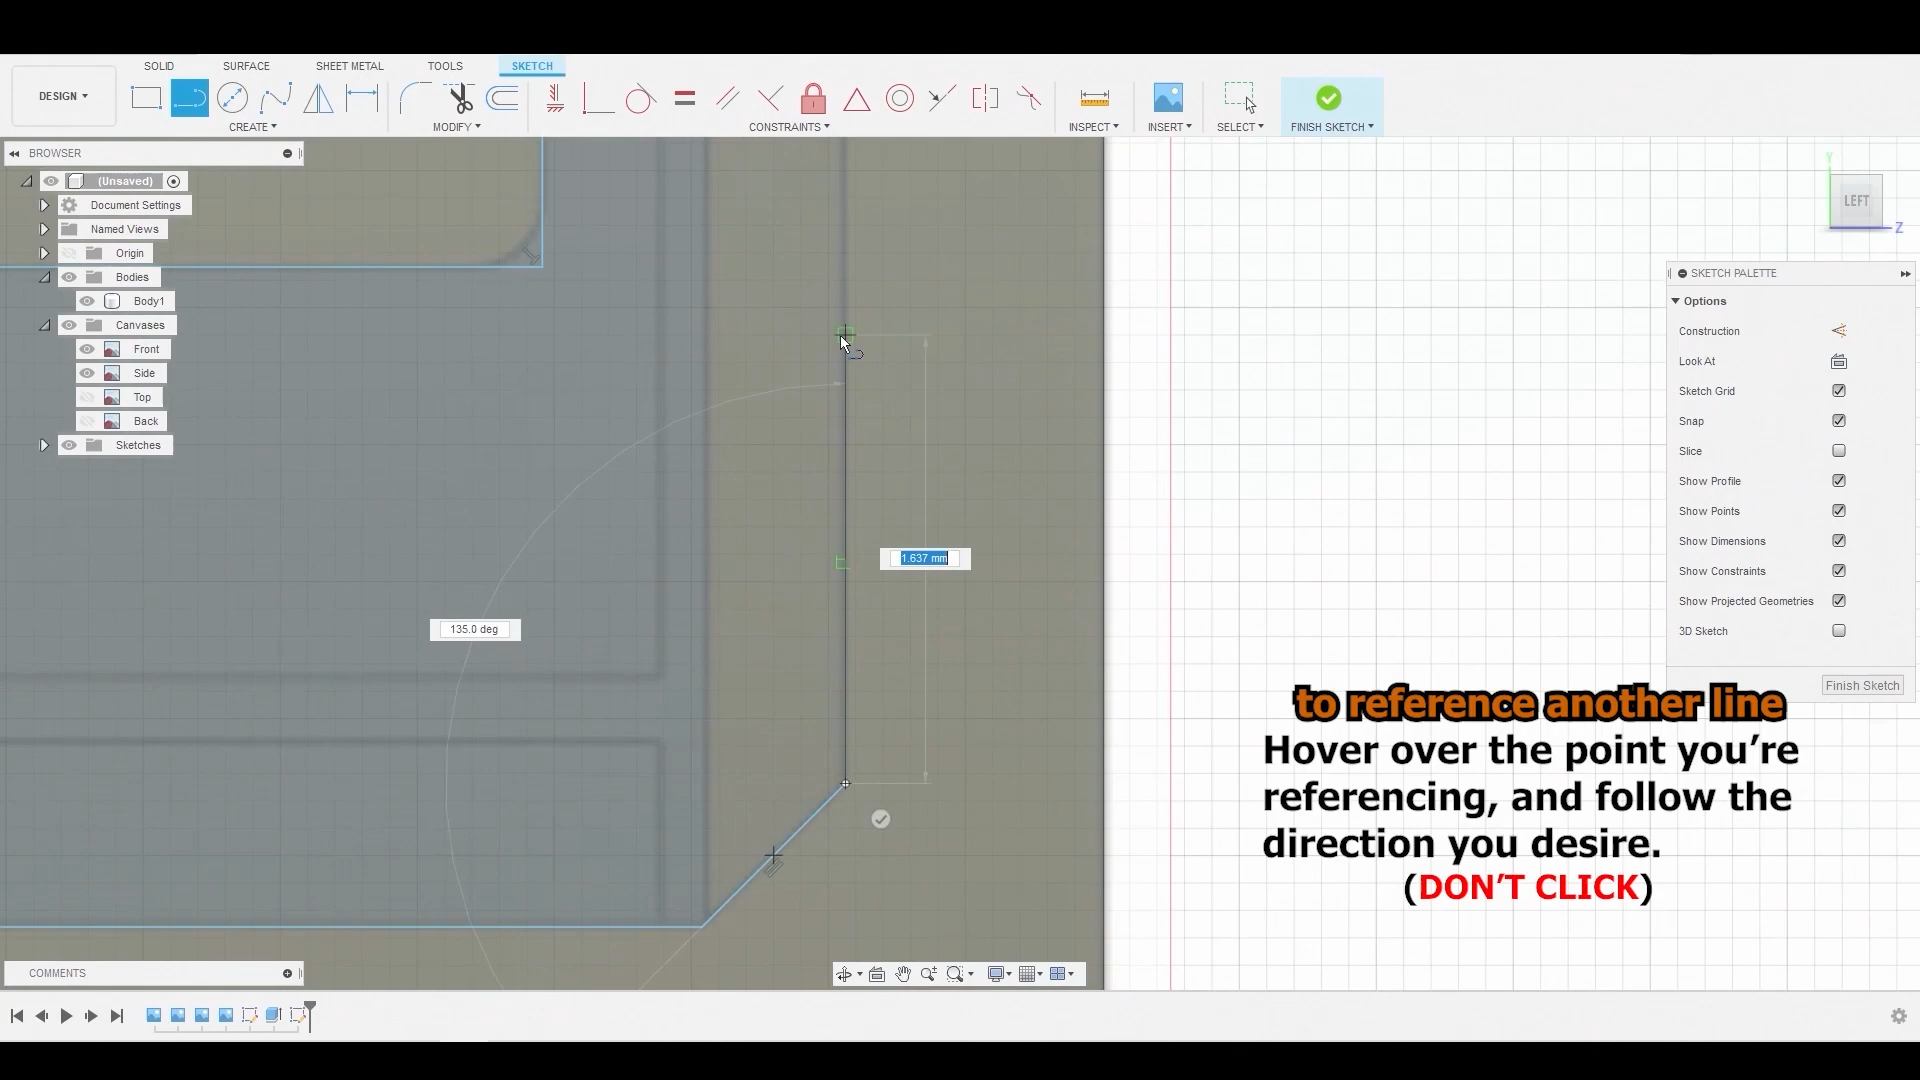 SOLID
SURFACE
SHEET METAL
TOOLS
SKETCH
DESIGN
CREATE
MODIFY
CONSTRAINTS
INSPECT
INSERT
SELECT
FINISH SKETCH
BROWSER
(Unsaved)
Document Settings
Named Views
Origin
Bodies
Body1
Canvases
Front
Side
Top
Back
Sketches
Y
LEFT
Z
SKETCH PALETTE
Options
Construction
Look At
Sketch Grid
Snap
Slice
Show Profile
Show Points
Show Dimensions
Show Constraints
Show Projected Geometries
3D Sketch
Finish Sketch
1.637 mm
135.0 deg
to reference another line
Hover over the point you’re
referencing, and follow the
direction you desire.
(DON’T CLICK)
COMMENTS